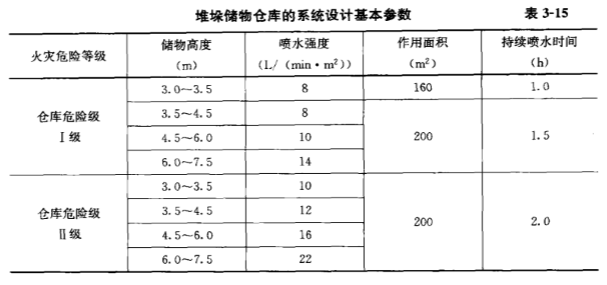 堆垛储物仓库的系统设计基本参数 表 3-15
火灾危险等级 储物高度 (m) 喷水强度 (L/(min·m²)) 作用面积 (m²) 持续喷水时间 (h)
仓库危险级 Ⅰ级 3.0～3.5 8 160 1.0
3.5～4.5 8 200 1.5
4.5～6.0 10
6.0～7.5 14
仓库危险级 Ⅱ级 3.0～3.5 10 200 2.0
3.5～4.5 12
4.5～6.0 16
6.0～7.5 22